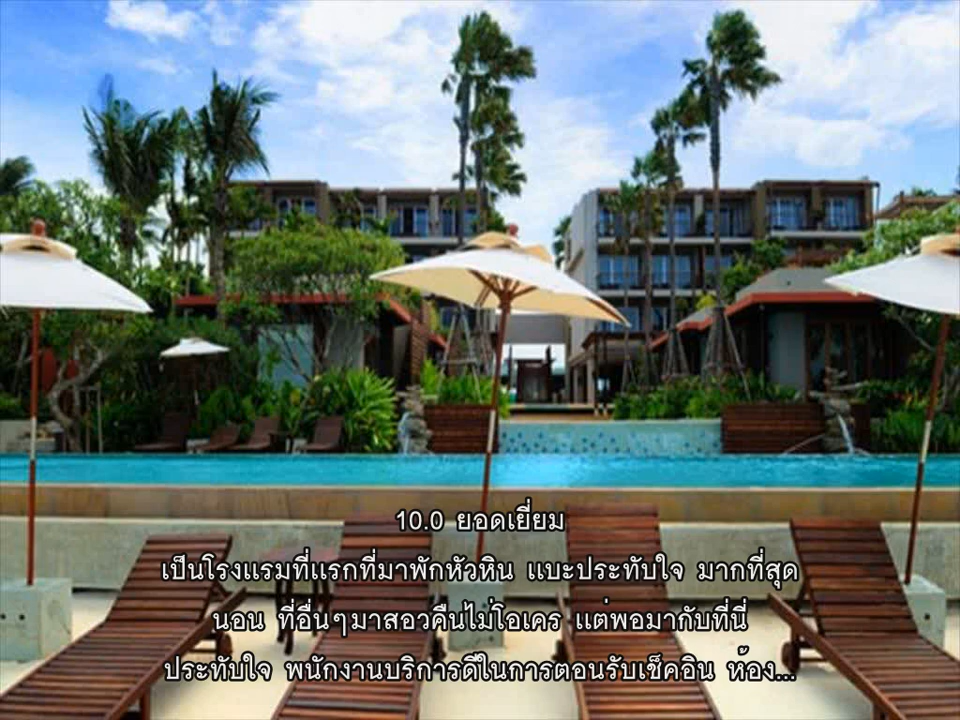 10.0 ยอดเยี่ยม
เป็นโรงแรมที่แรกที่มาพักหัวหิน แบะประทับใจ มากที่สุด
นอน ที่อื่นๆมาสอวคืนไม่โอเคร แต่พอมากับที่นี่
ประทับใจ พนักงานบริการดีในการตอนรับเช็คอิน ห้อง...